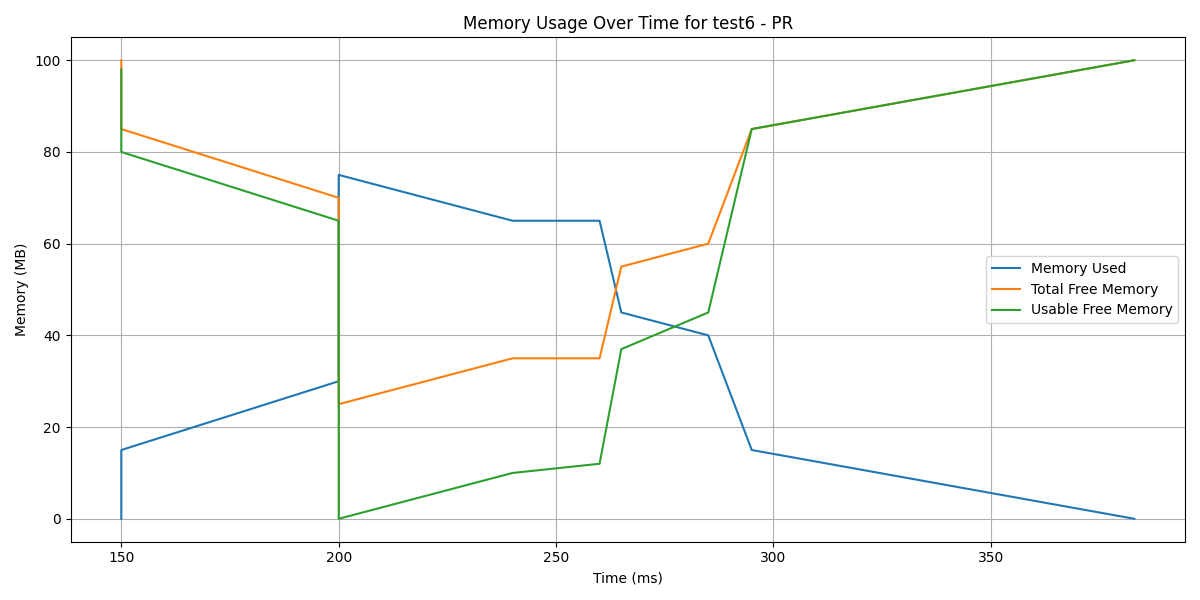 Memory Usage Over Time for test6 - PR
Memory (MB)
100
80
60
40
20
0
Memory Used
Total Free Memory
Usable Free Memory
150
200
250
300
350
Time (ms)